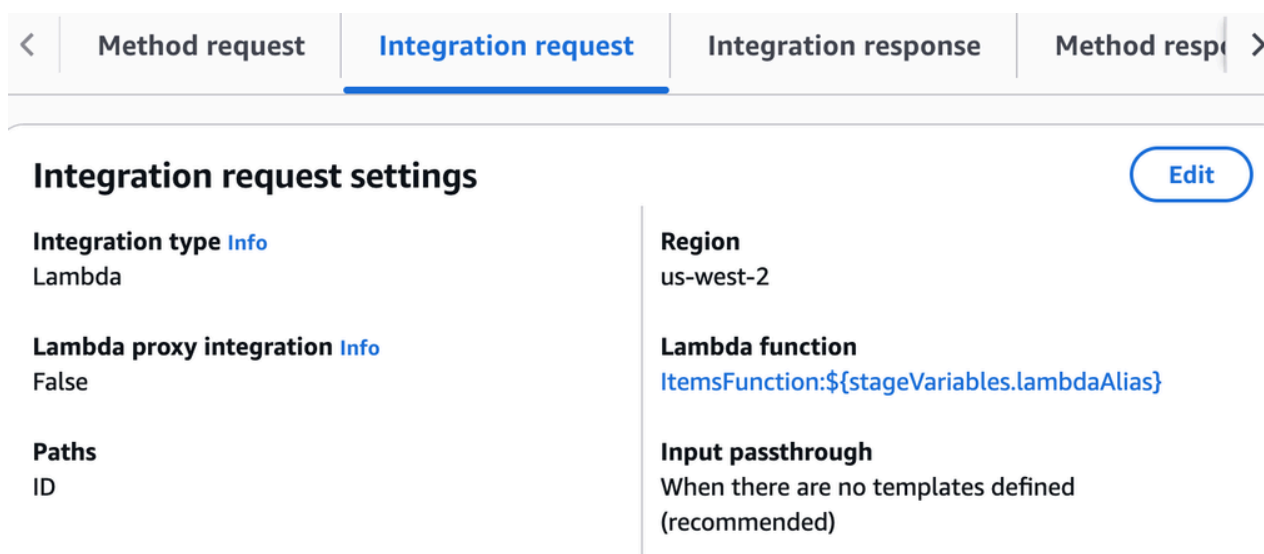 Method request
Integration request
Integration response
Method resp
Integration request settings
Edit
Integration type Info
Lambda
Lambda proxy integration Info
False
Paths
ID
Region
us-west-2
Lambda function
ItemsFunction:${stageVariables.lambdaAlias}
Input passthrough
When there are no templates defined
(recommended)